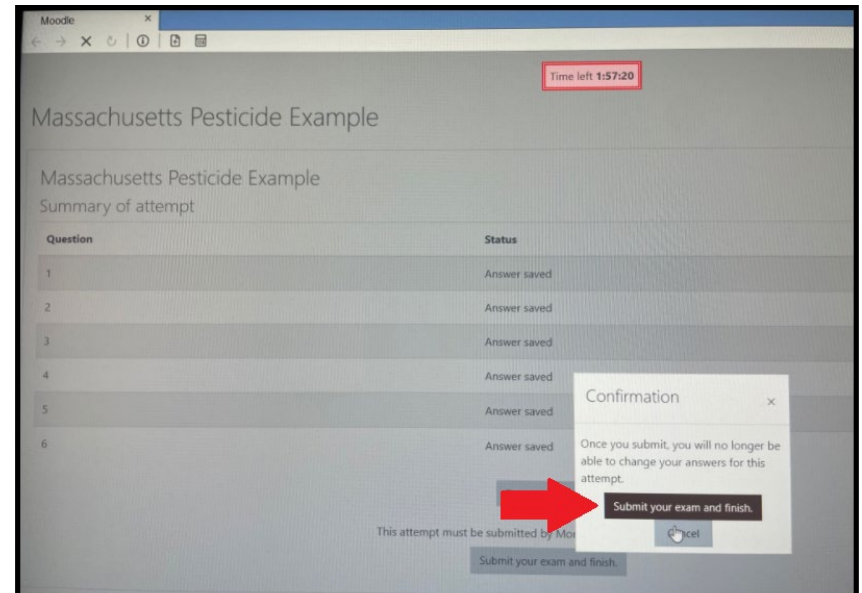 Moodle ×
Time left 1:57:20
Massachusetts Pesticide Example
Massachusetts Pesticide Example
Summary of attempt
Question Status
1 Answer saved
2 Answer saved
3 Answer saved
4 Answer saved
5 Answer saved
6 Answer saved
Confirmation ×
Once you submit, you will no longer be
able to change your answers for this
attempt.
Submit your exam and finish.
This attempt must be submitted by
Submit your exam and finish.